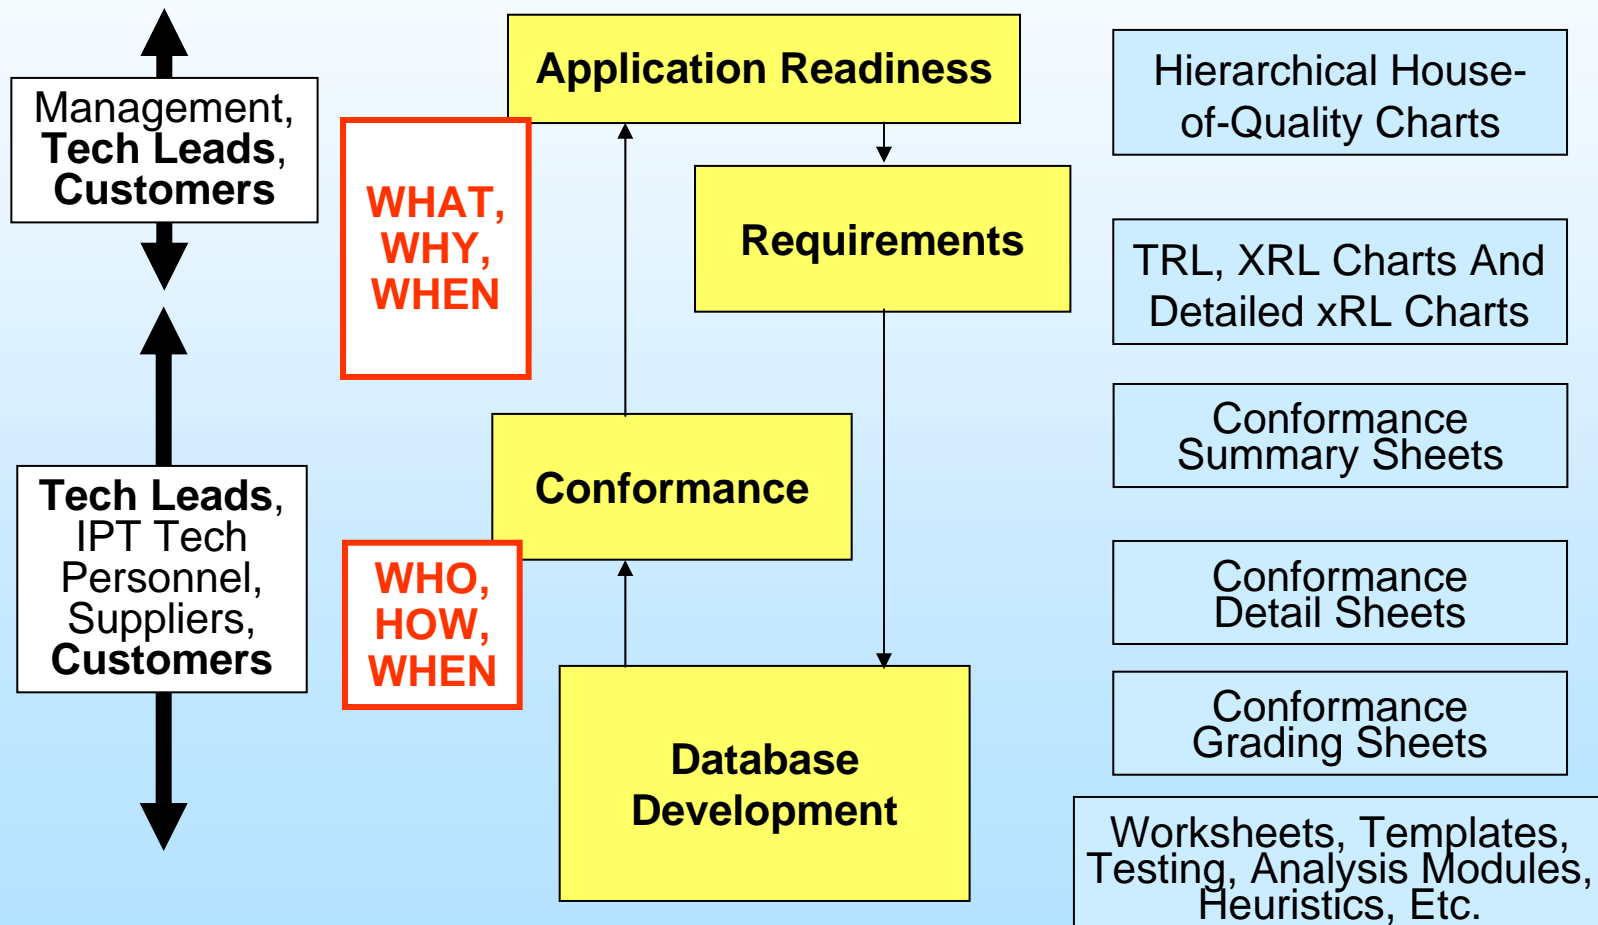 Management,
Tech Leads,
Customers
Tech Leads,
IPT Tech
Personnel,
Suppliers,
Customers
WHAT,
WHY,
WHEN
WHO,
HOW,
WHEN
Application Readiness
Requirements
Conformance
Database
Development
Hierarchical House-
of-Quality Charts
TRL, XRL Charts And
Detailed xRL Charts
Conformance
Summary Sheets
Conformance
Detail Sheets
Conformance
Grading Sheets
Worksheets, Templates,
Testing, Analysis Modules,
Heuristics, Etc.